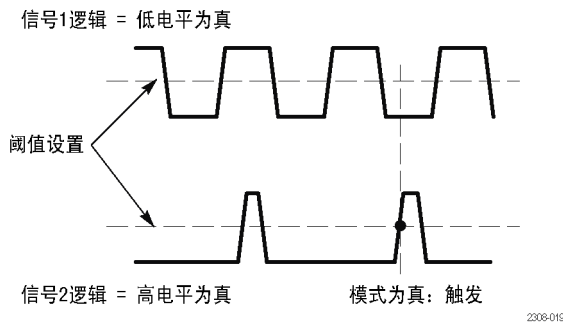 信号1逻辑 = 低电平为真
阈值设置
信号2逻辑 = 高电平为真
模式为真：触发
2308-019